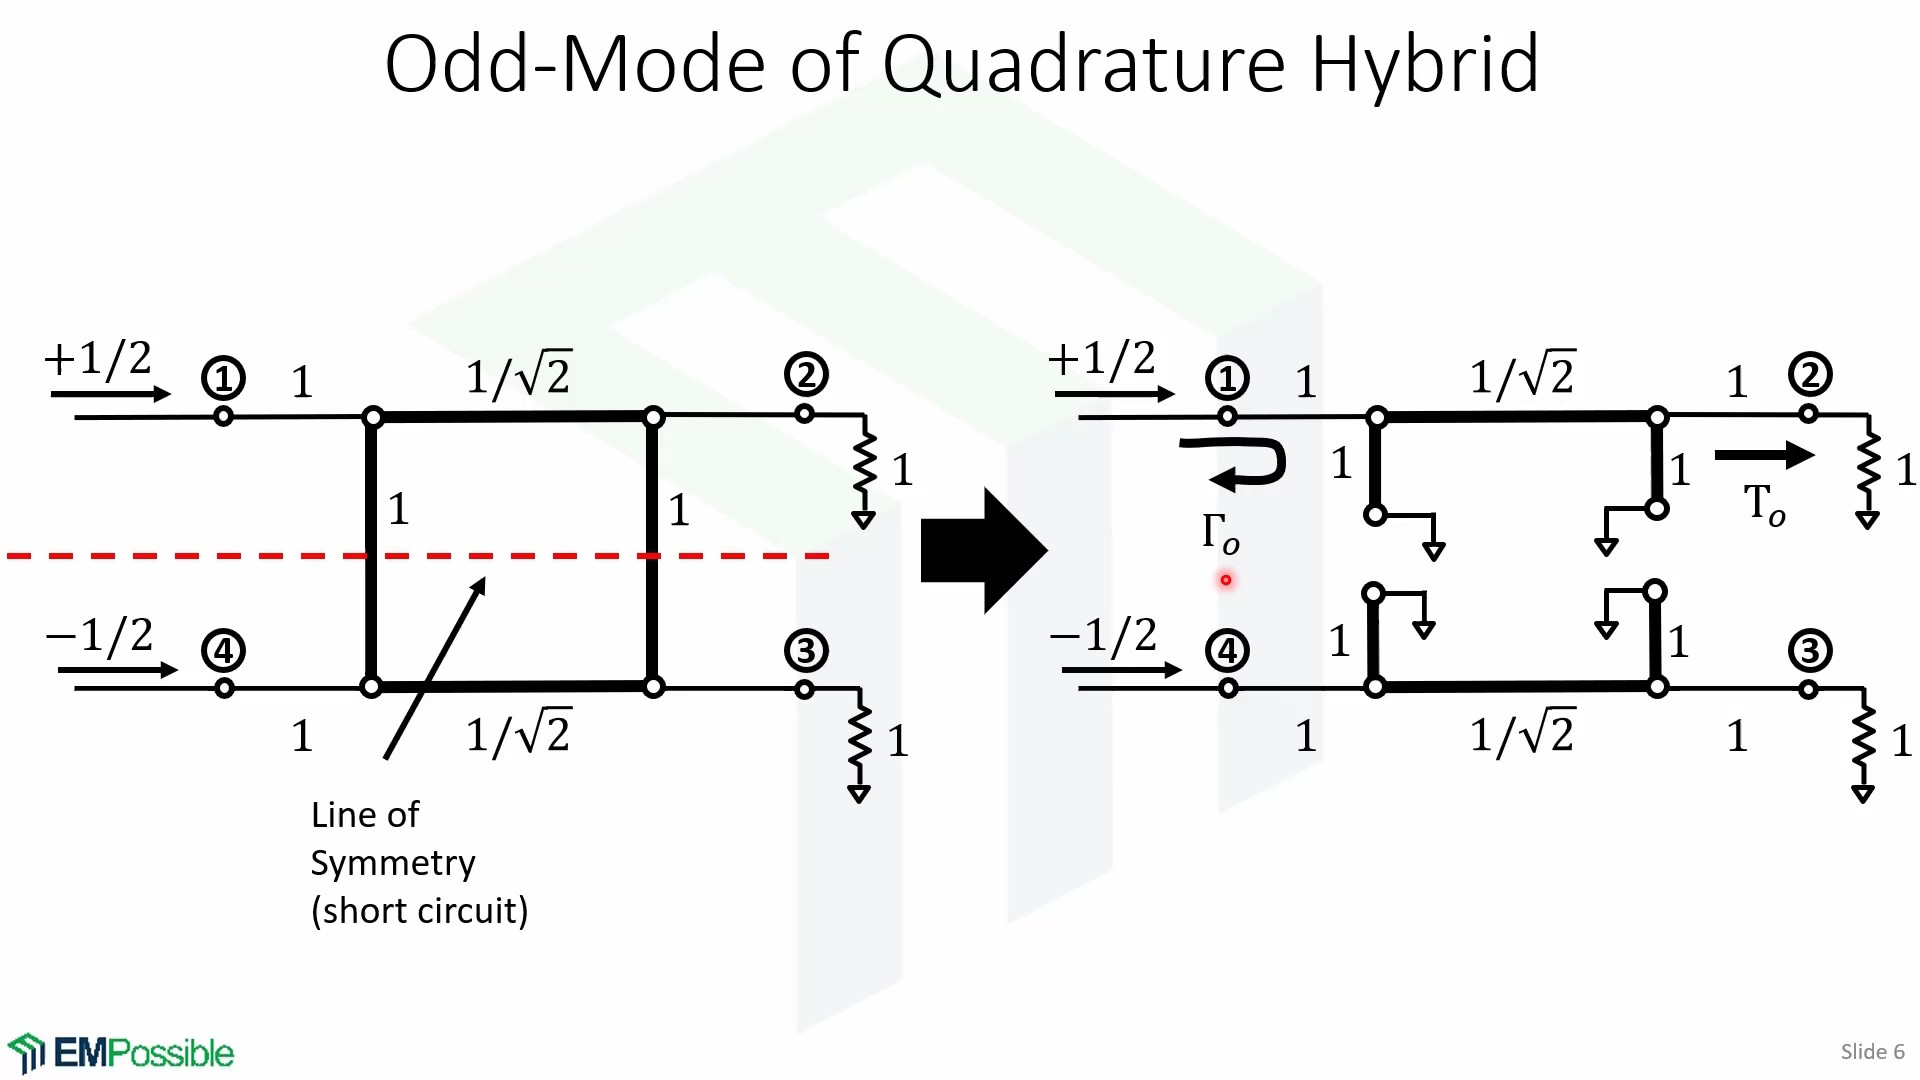 Odd-Mode of Quadrature Hybrid
+1/2
① 1 1/√2 ②
1
1 1
−1/2
④ ③
1 1/√2 1
Line of
Symmetry
(short circuit)
+1/2
① 1 1/√2 1 ②
1 1 1
Γₒ Tₒ
−1/2
④ 1 1 ③
1 1/√2 1 1
EMPossible
Slide 6